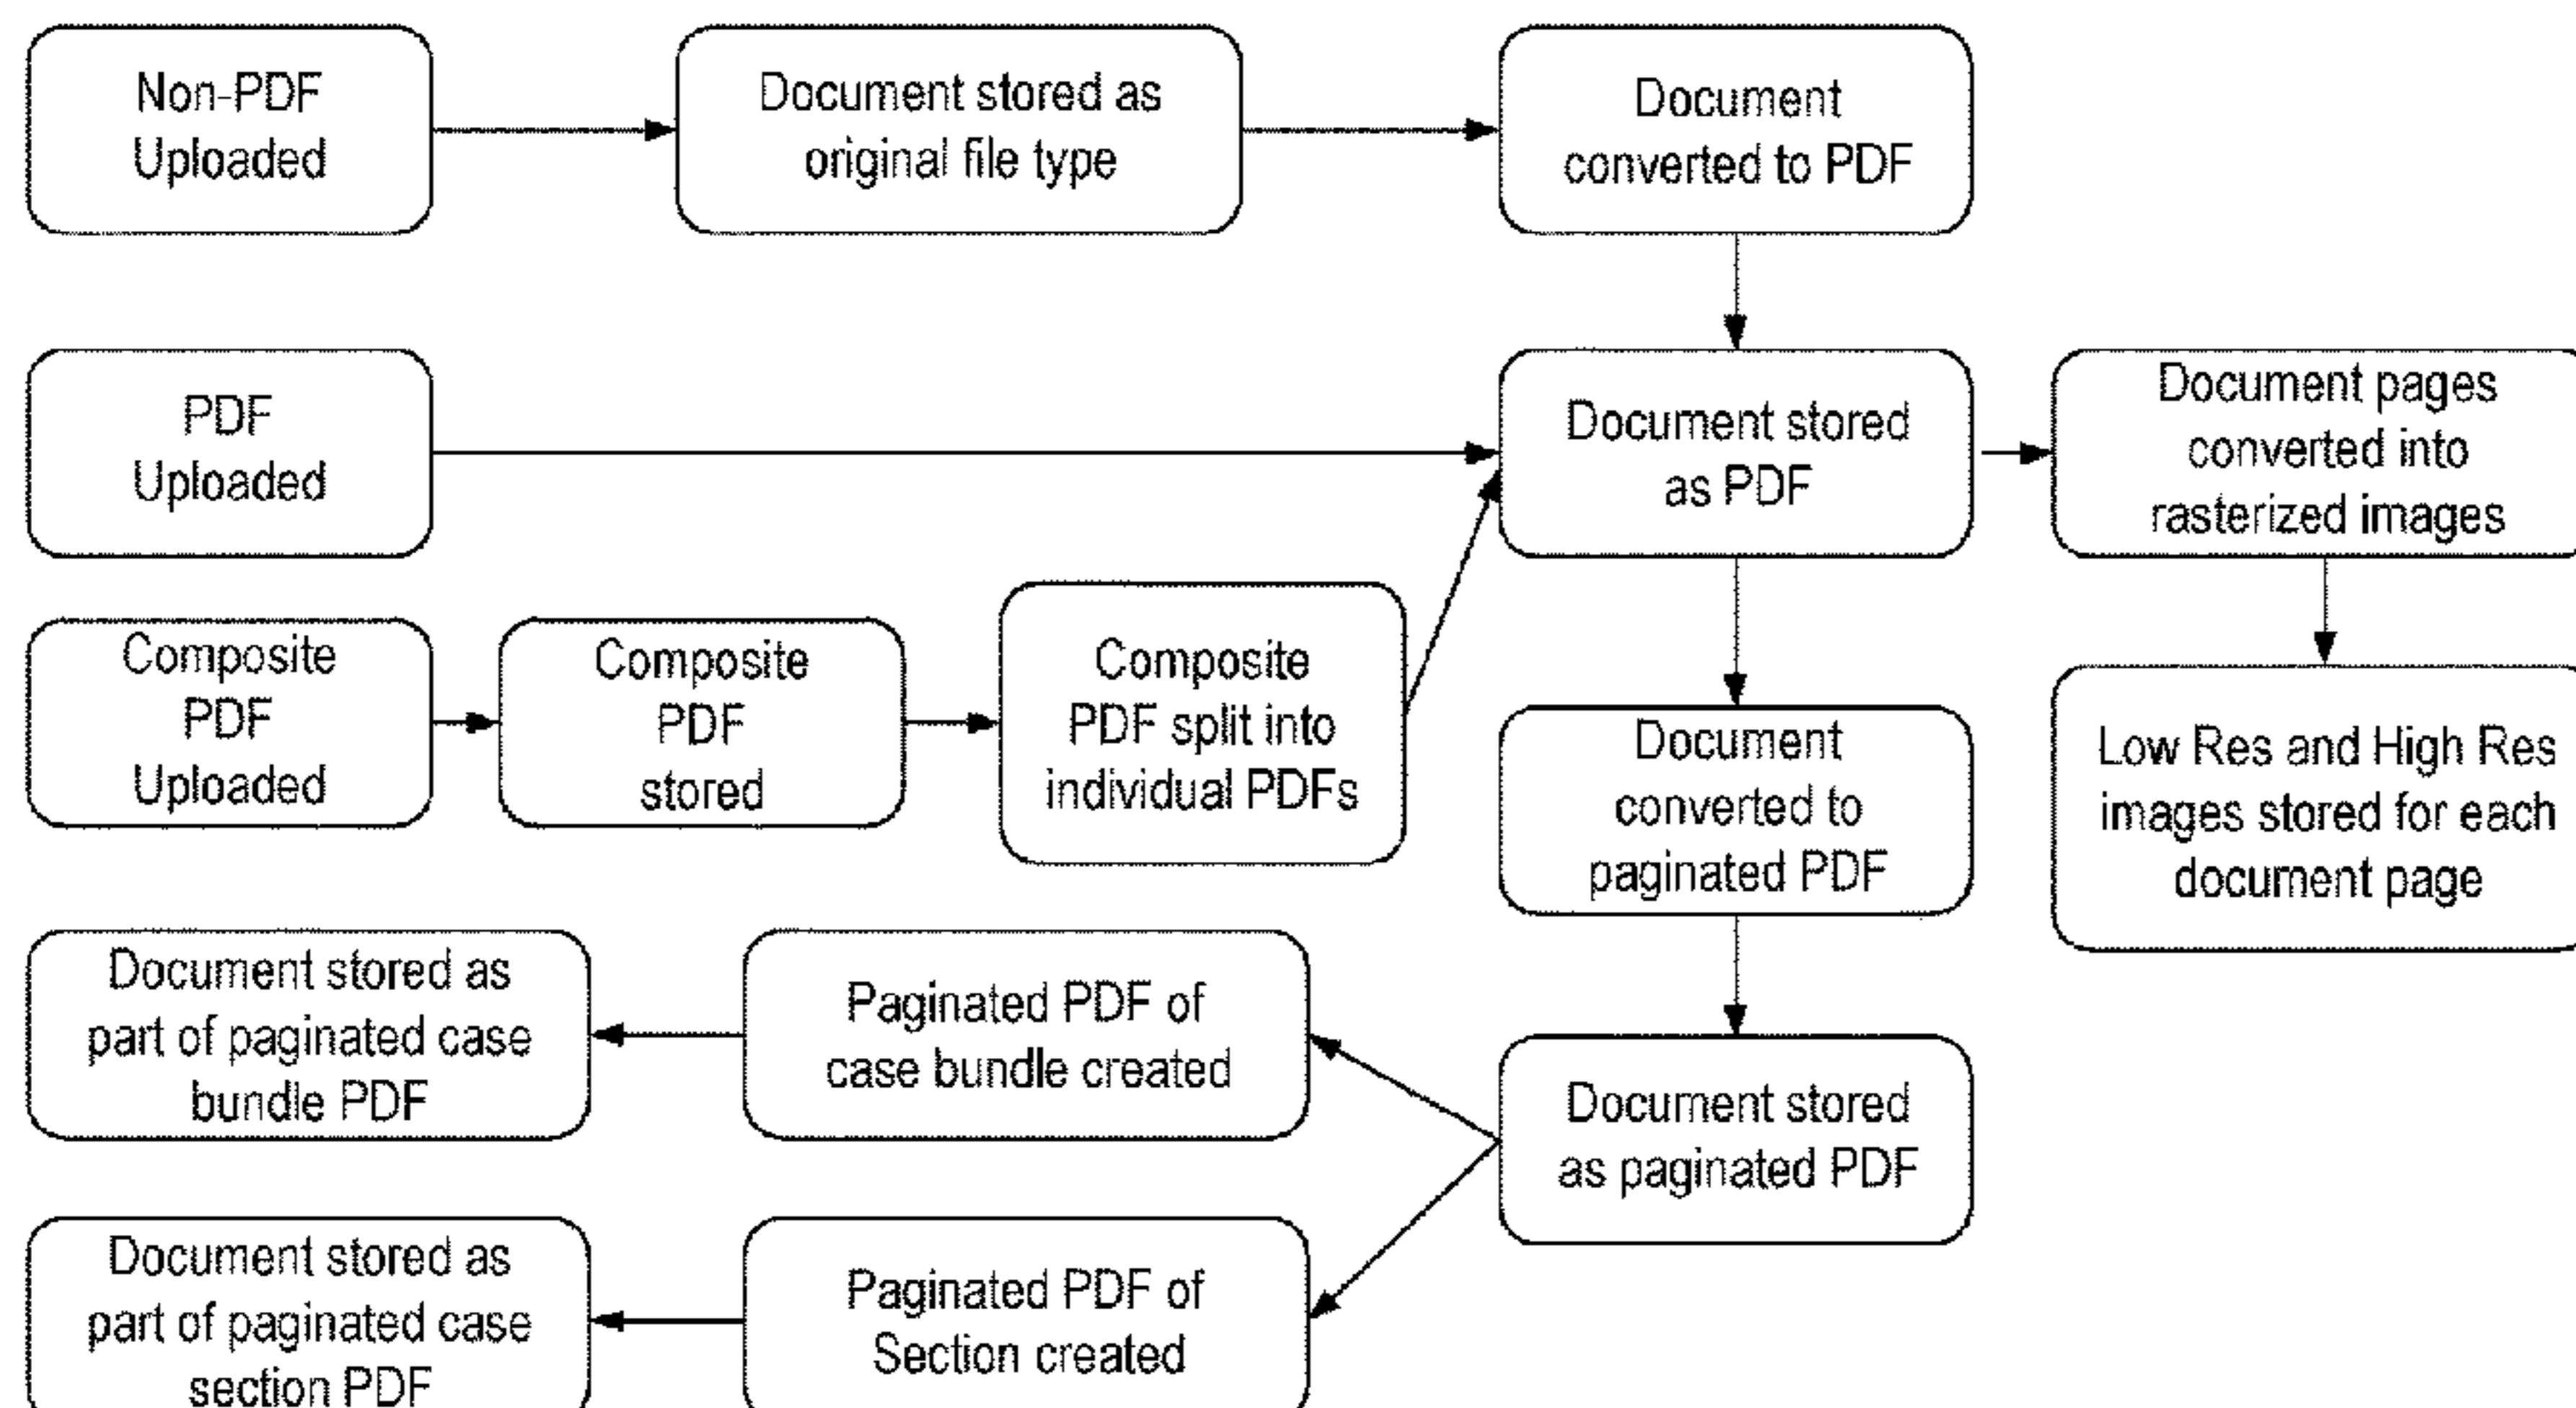 Non-PDF
Uploaded
Document stored as
original file type
Document
converted to PDF
PDF
Uploaded
Document stored
as PDF
Document pages
converted into
rasterized images
Composite
PDF
Uploaded
Composite
PDF
stored
Composite
PDF split into
individual PDFs
Document
converted to
paginated PDF
Low Res and High Res
images stored for each
document page
Document stored as
part of paginated case
bundle PDF
Paginated PDF of
case bundle created
Document stored
as paginated PDF
Document stored as
part of paginated case
section PDF
Paginated PDF of
Section created